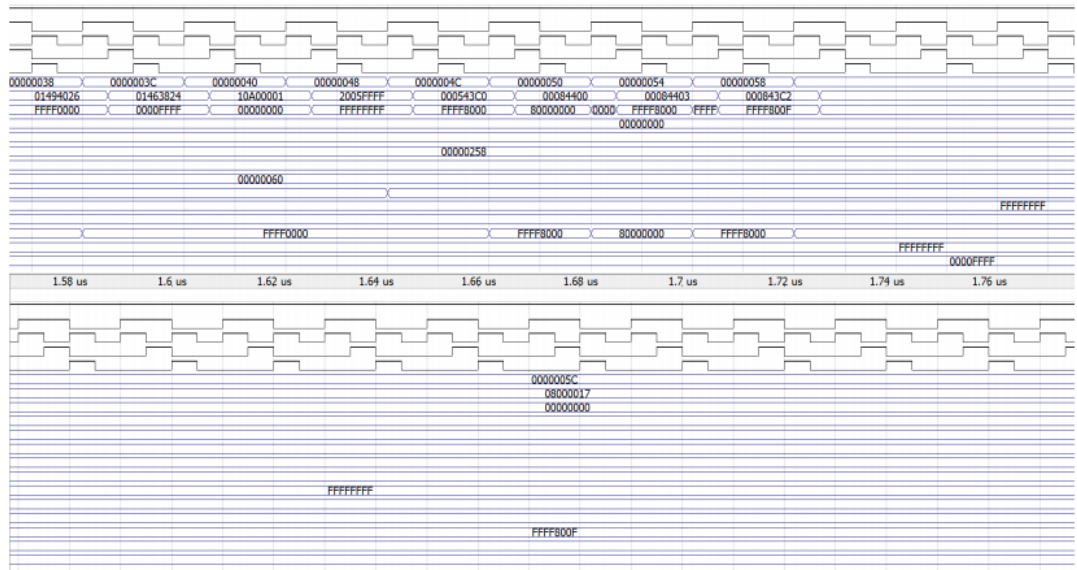 00000038 0000003C 00000040 00000048 0000004C 00000050 00000054 00000058
01494026 01463824 10A00001 2005FFFF 000543C0 00084400 00084403 000843C2
FFFF0000 0000FFFF 00000000 FFFFFFFF FFFF8000 80000000 0000 FFFF8000 FFFF FFFF800F
00000000
00000258
00000060
FFFFFFFF
FFFF0000 FFFF8000 80000000 FFFF8000
FFFFFFFF
0000FFFF
1.58 us 1.6 us 1.62 us 1.64 us 1.66 us 1.68 us 1.7 us 1.72 us 1.74 us 1.76 us
0000005C
08000017
00000000
FFFFFFFF
FFFF800F